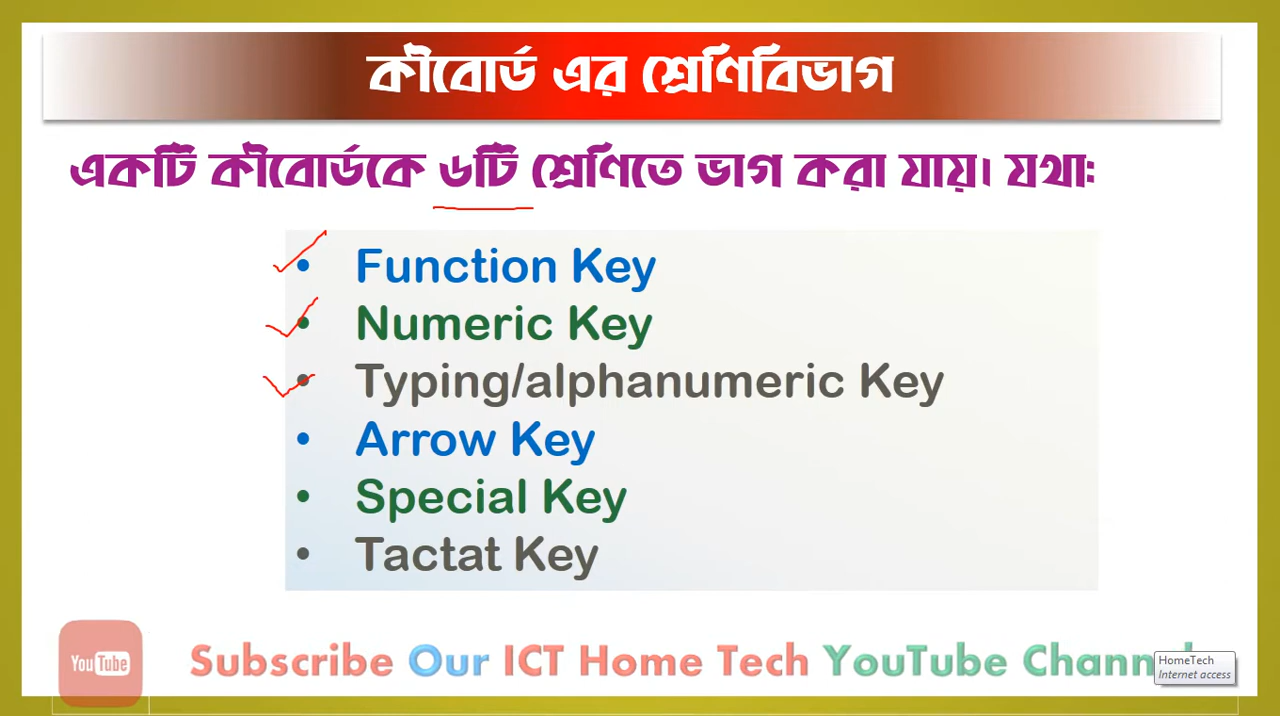 কীবোর্ড এর শ্রেণিবিভাগ
একটি কীবোর্ডকে ৬টি শ্রেণিতে ভাগ করা যায়। যথাঃ
• Function Key
• Numeric Key
• Typing/alphanumeric Key
• Arrow Key
• Special Key
• Tactat Key
YouTube
Subscribe Our ICT Home Tech YouTube
HomeTech
Internet access